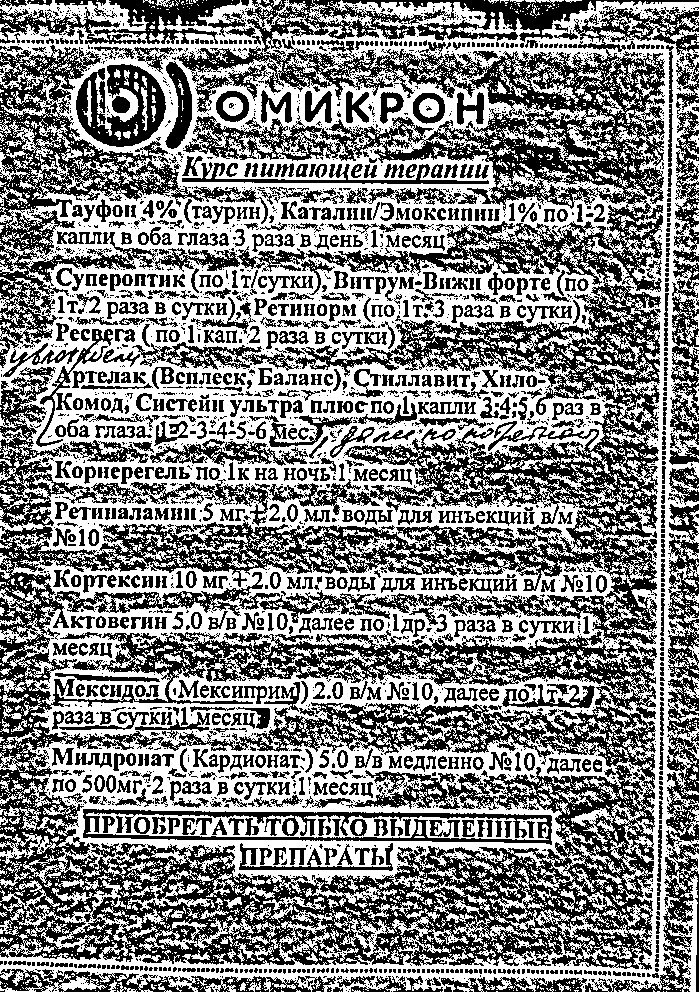 ОМИКРОН
Курс питающей терапии
Тауфон 4% (таурин), Каталин/Эмоксипин 1% по 1-2
капли в оба глаза 3 раза в день 1 месяц
Супероптик (по 1т/сутки), Витрум-Вижн форте (по
1т. 2 раза в сутки), Ретинорм (по 1т. 3 раза в сутки),
Ресвега ( по 1 кап. 2 раза в сутки)
Артелак (Всплеск, Баланс), Стиллавит, Хило-
Комод, Систейн ультра плюс по 1 капли 3,4,5,6 раз в
оба глаза 1-2-3-4-5-6 мес., далее по
Корнерегель по 1к на ночь 1 месяц
Ретиналамин 5 мг + 2,0 мл. воды для инъекций в/м
№10
Кортексин 10 мг + 2.0 мл. воды для инъекций в/м №10
Актовегин 5.0 в/в №10, далее по 1др. 3 раза в сутки 1
месяц
Мексидол ( Мексиприм) 2.0 в/м №10, далее по 1т. 2
раза в сутки 1 месяц
Милдронат ( Кардионат ) 5.0 в/в медленно №10, далее
по 500мг, 2 раза в сутки 1 месяц
ПРИОБРЕТАТЬ ТОЛЬКО ВЫДЕЛЕННЫЕ
ПРЕПАРАТЫ